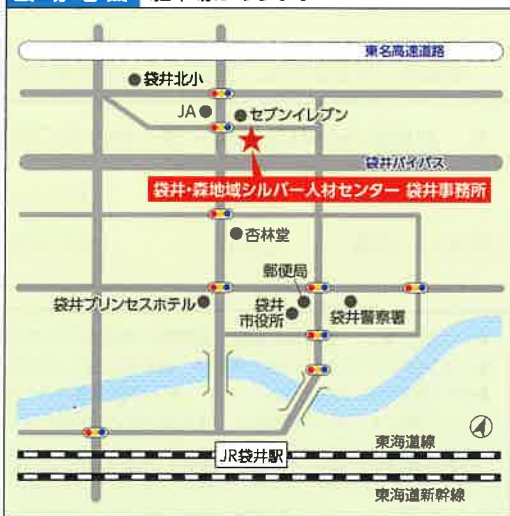 東名高速道路
袋井北小
JA
セブンイレブン
袋井バイパス
袋井・森地域シルバー人材センター 袋井事務所
杏林堂
郵便局
袋井プリンセスホテル
袋井
市役所
袋井警察署
JR袋井駅
東海道線
東海道新幹線